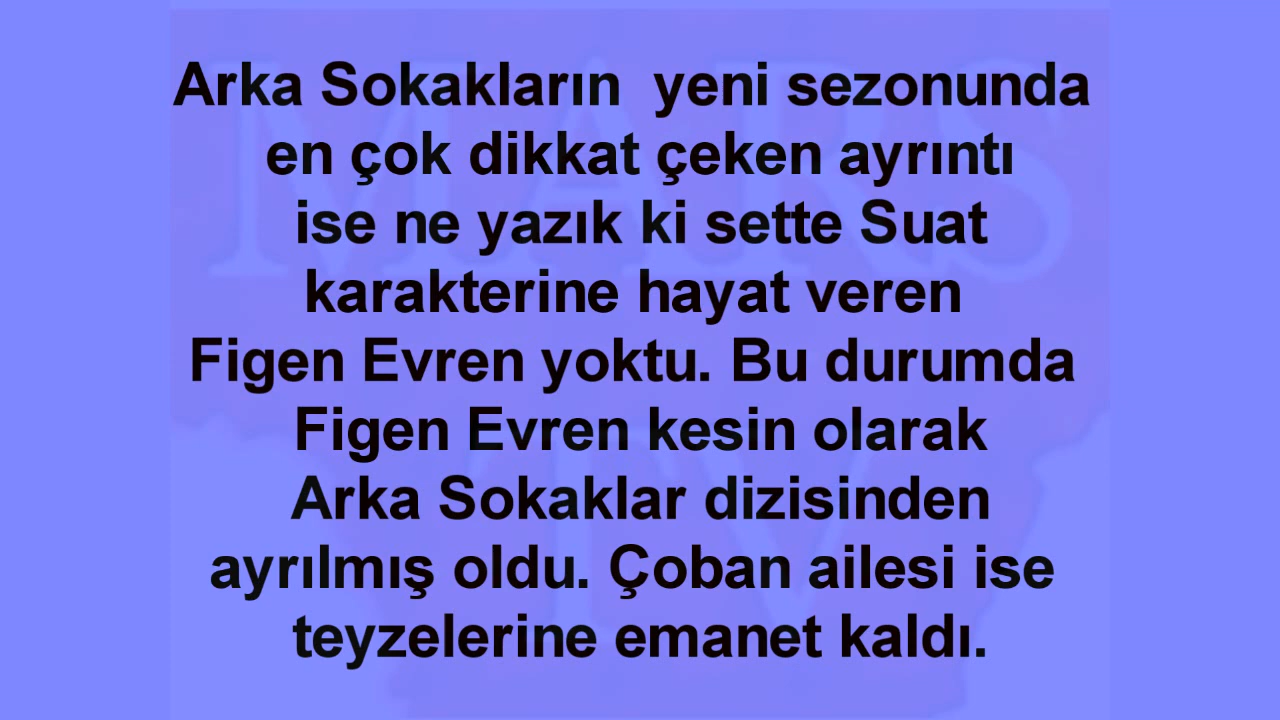 Arka Sokakların yeni sezonunda
en çok dikkat çeken ayrıntı
ise ne yazık ki sette Suat
karakterine hayat veren
Figen Evren yoktu. Bu durumda
Figen Evren kesin olarak
Arka Sokaklar dizisinden
ayrılmış oldu. Çoban ailesi ise
teyzelerine emanet kaldı.
MARS
TV